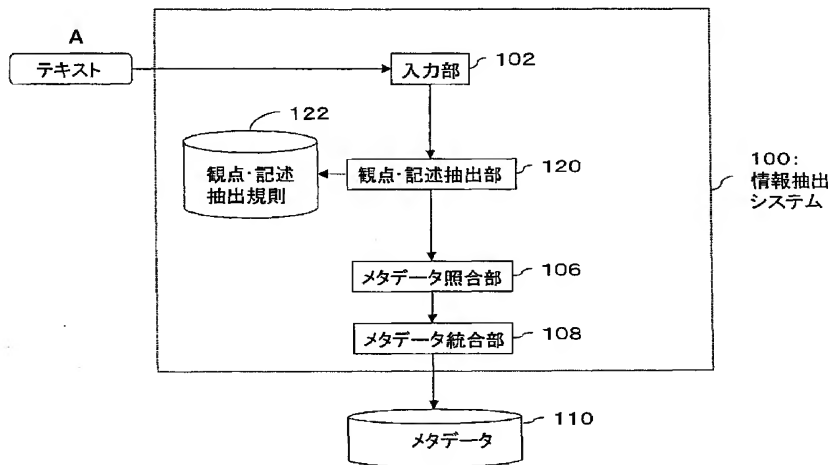 A
テキスト
入力部
102
122
観点・記述
抽出規則
観点・記述抽出部
120
100:
情報抽出
システム
メタデータ照合部
106
メタデータ統合部
108
110
メタデータ